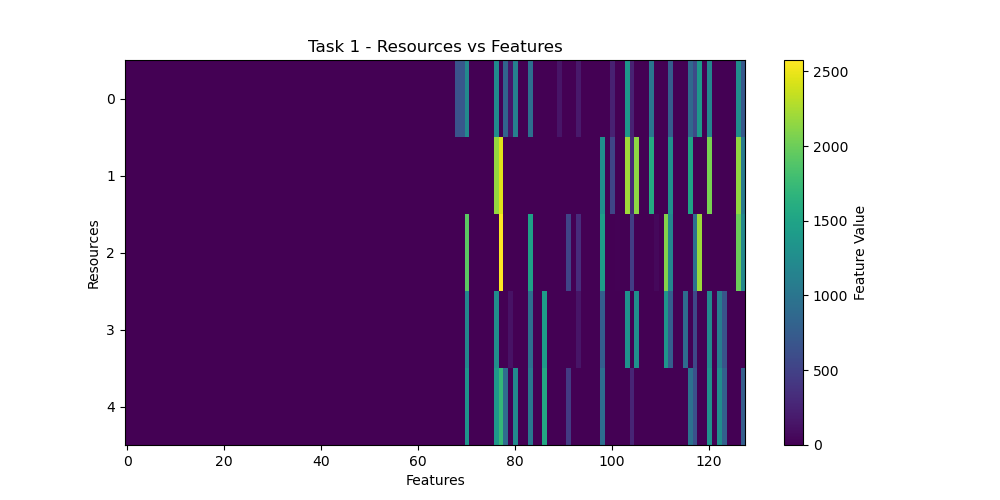 Task 1 - Resources vs Features
Resources
0
1
2
3
4
0 20 40 60 80 100 120
Features
2500
2000
1500
1000
500
0
Feature Value